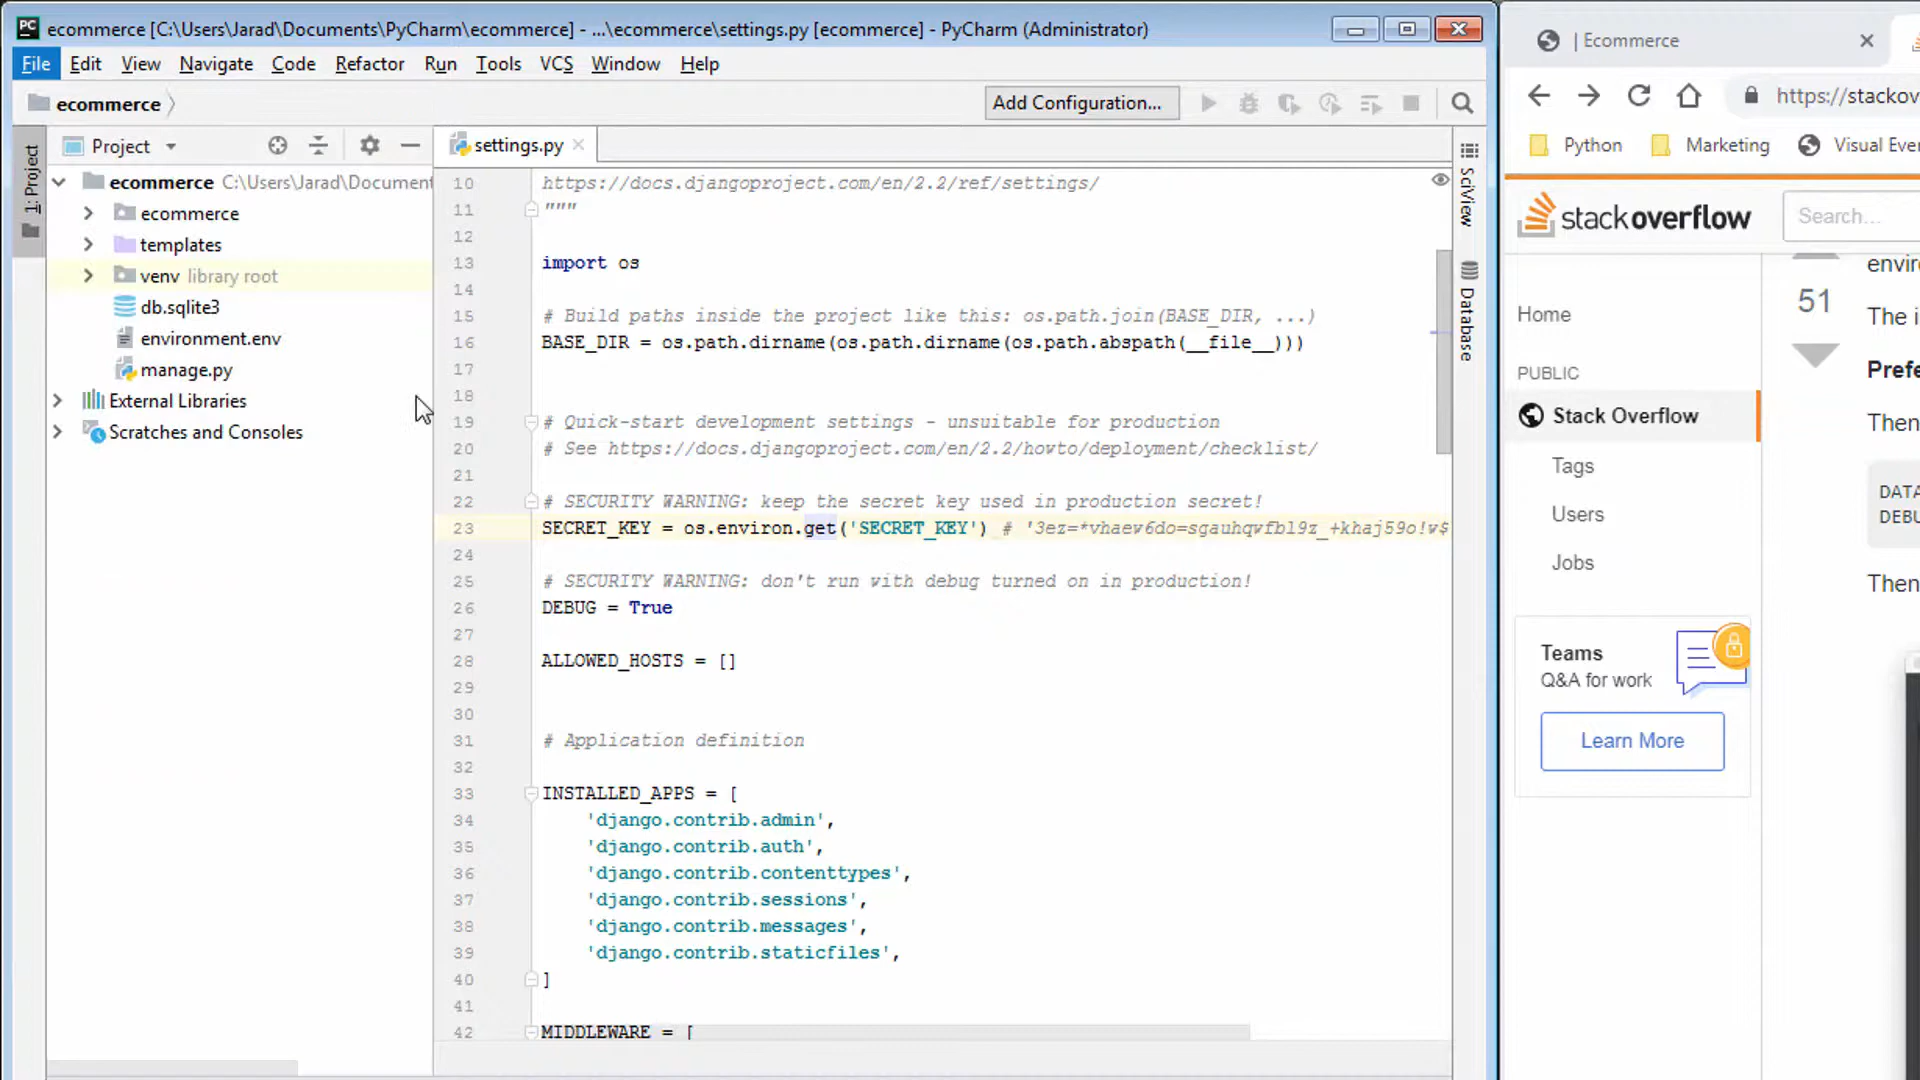 ecommerce [C:\Users\Jarad\Documents\PyCharm\ecommerce] - ...\ecommerce\settings.py [ecommerce] - PyCharm (Administrator)
File Edit View Navigate Code Refactor Run Tools VCS Window Help
ecommerce
Add Configuration...
1: Project
Project
ecommerce C:\Users\Jarad\Document
ecommerce
templates
venv library root
db.sqlite3
environment.env
manage.py
External Libraries
Scratches and Consoles
settings.py
10 https://docs.djangoproject.com/en/2.2/ref/settings/
11 """
12
13 import os
14
15 # Build paths inside the project like this: os.path.join(BASE_DIR, ...)
16 BASE_DIR = os.path.dirname(os.path.dirname(os.path.abspath(__file__)))
17
18
19 # Quick-start development settings - unsuitable for production
20 # See https://docs.djangoproject.com/en/2.2/howto/deployment/checklist/
21
22 # SECURITY WARNING: keep the secret key used in production secret!
23 SECRET_KEY = os.environ.get('SECRET_KEY') # '3ez=*vhaew6do=sgauhqwfbl9z_+khaj59o!w$
24
25 # SECURITY WARNING: don't run with debug turned on in production!
26 DEBUG = True
27
28 ALLOWED_HOSTS = []
29
30
31 # Application definition
32
33 INSTALLED_APPS = [
34 'django.contrib.admin',
35 'django.contrib.auth',
36 'django.contrib.contenttypes',
37 'django.contrib.sessions',
38 'django.contrib.messages',
39 'django.contrib.staticfiles',
40 ]
41
42 MIDDLEWARE = [
SciView
Database
| Ecommerce
https://stackov
Python Marketing Visual Eve
stackoverflow
Search...
Home
PUBLIC
Stack Overflow
Tags
Users
Jobs
Teams
Q&A for work
Learn More
51
envir
The i
Prefe
Then
DATA
DEBU
Then